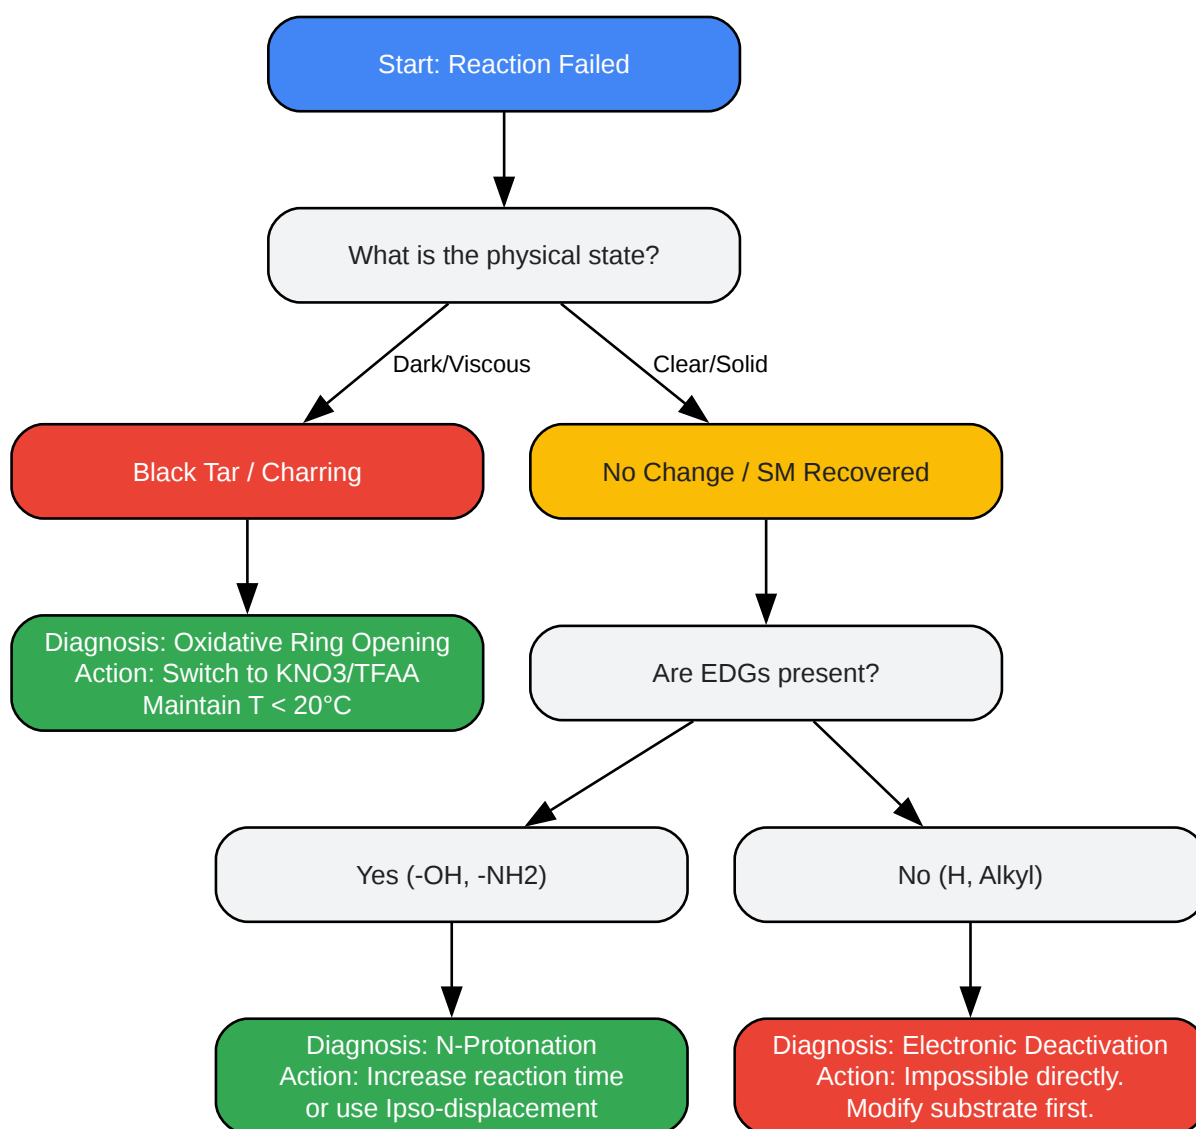 Start: Reaction Failed
What is the physical state?
Dark/Viscous
Clear/Solid
Black Tar / Charring
No Change / SM Recovered
Diagnosis: Oxidative Ring Opening
Action: Switch to KNO3/TFAA
Maintain T < 20°C
Are EDGs present?
Yes (-OH, -NH2)
No (H, Alkyl)
Diagnosis: N-Protonation
Action: Increase reaction time
or use Ipso-displacement
Diagnosis: Electronic Deactivation
Action: Impossible directly.
Modify substrate first.